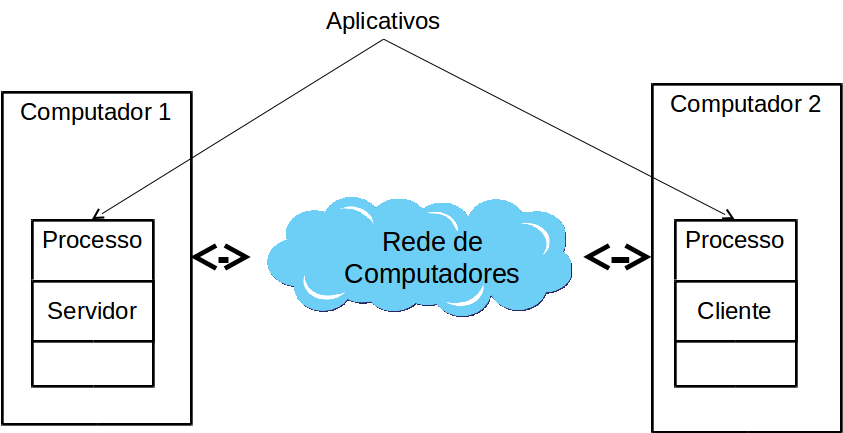 Aplicativos
Computador 1
Computador 2
Processo
Servidor
Rede de
Computadores
Processo
Cliente